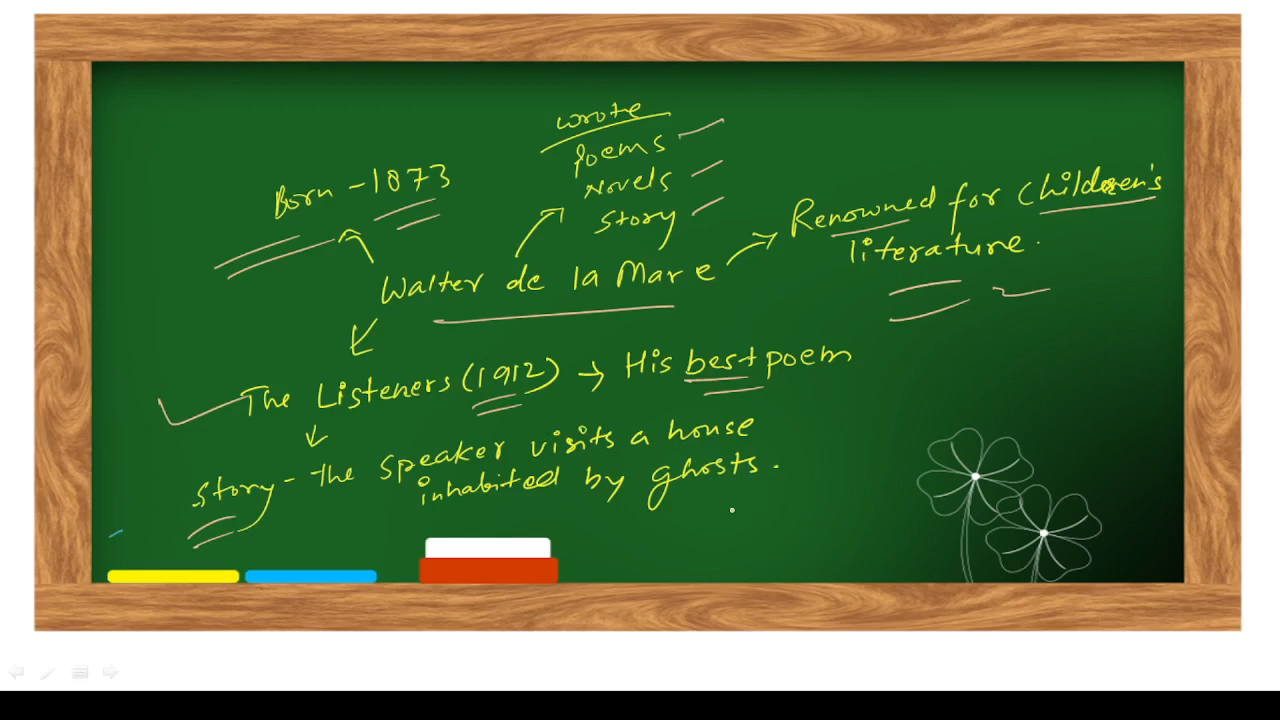 wrote
Poems
Novels
Story
Born - 1873
Renowned for Children's
literature.
Walter de la Mare
The Listeners (1912) → His best poem
Story - The speaker visits a house
inhabited by ghosts.